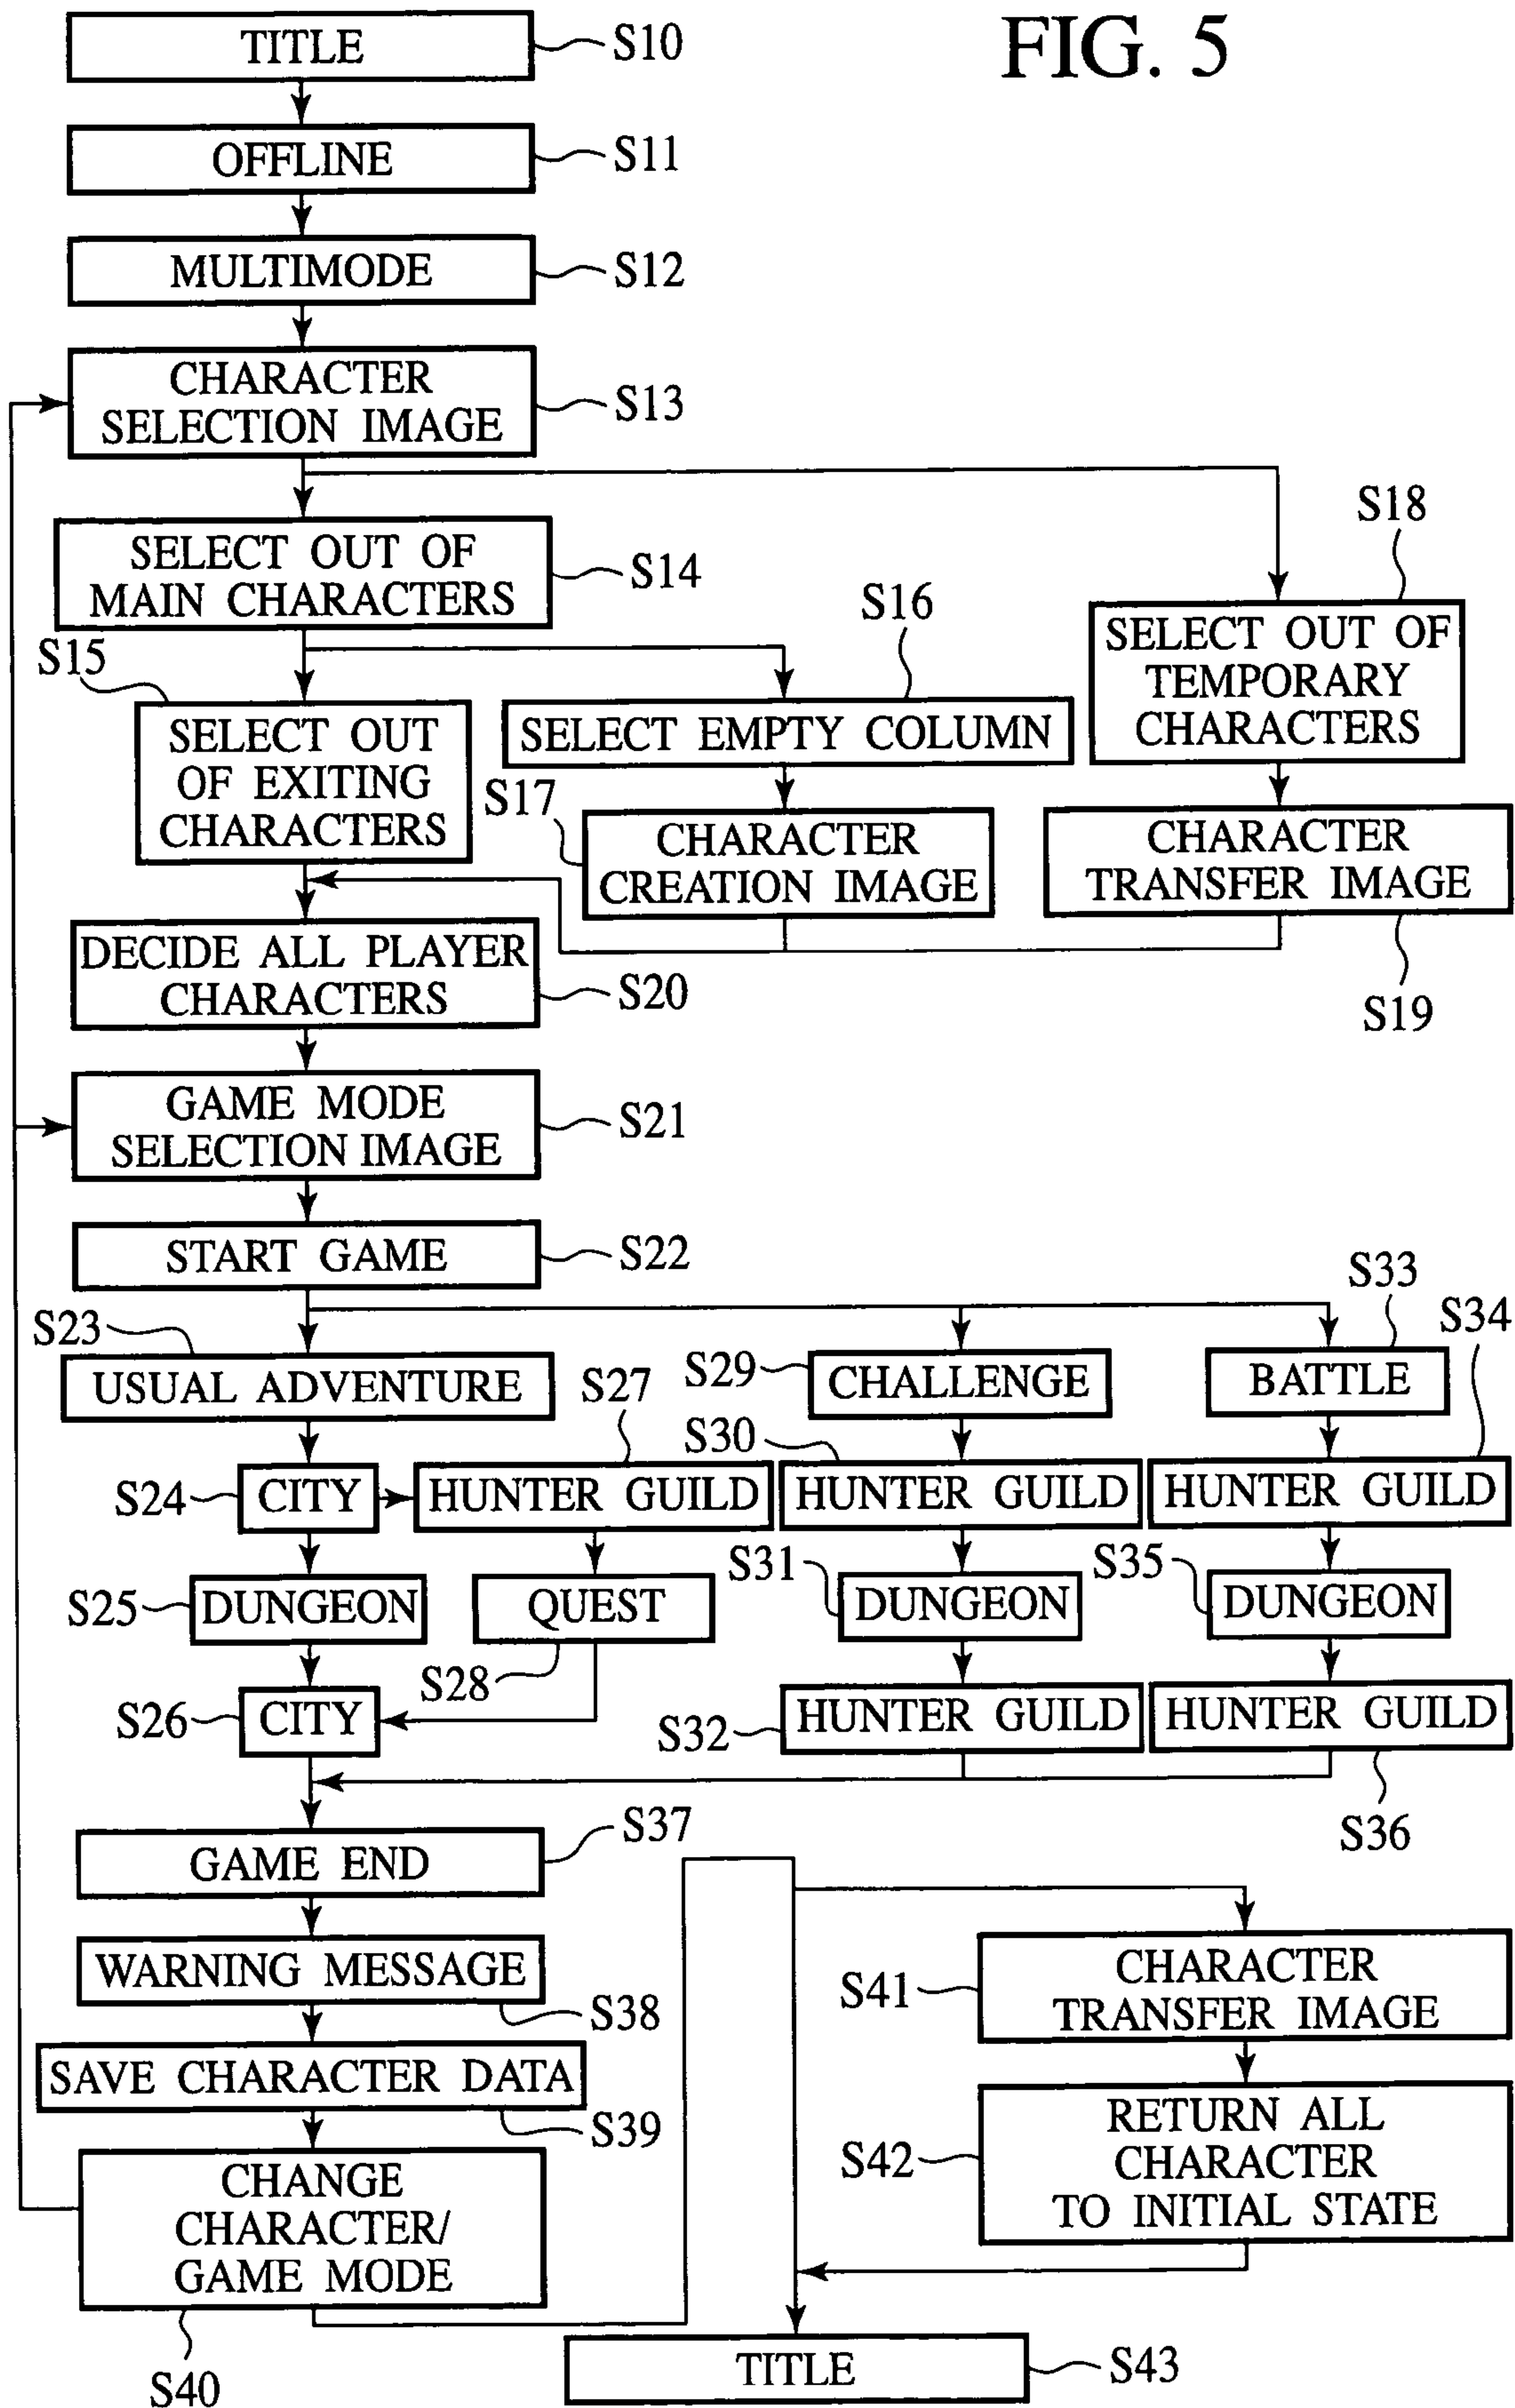 FIG. 5
TITLE
S10
OFFLINE
S11
MULTIMODE
S12
CHARACTER
SELECTION IMAGE
S13
SELECT OUT OF
MAIN CHARACTERS
S14
S15
SELECT OUT
OF EXITING
CHARACTERS
S16
SELECT EMPTY COLUMN
S17
CHARACTER
CREATION IMAGE
S18
SELECT OUT OF
TEMPORARY
CHARACTERS
CHARACTER
TRANSFER IMAGE
S19
DECIDE ALL PLAYER
CHARACTERS
S20
GAME MODE
SELECTION IMAGE
S21
START GAME
S22
S23
USUAL ADVENTURE
S24
CITY
S27
HUNTER GUILD
S25
DUNGEON
QUEST
S28
S26
CITY
S29
CHALLENGE
S30
HUNTER GUILD
S31
DUNGEON
S32
HUNTER GUILD
S33
BATTLE
S34
HUNTER GUILD
S35
DUNGEON
HUNTER GUILD
S36
GAME END
S37
WARNING MESSAGE
S38
SAVE CHARACTER DATA
S39
CHANGE
CHARACTER/
GAME MODE
S40
S41
CHARACTER
TRANSFER IMAGE
S42
RETURN ALL
CHARACTER
TO INITIAL STATE
TITLE
S43